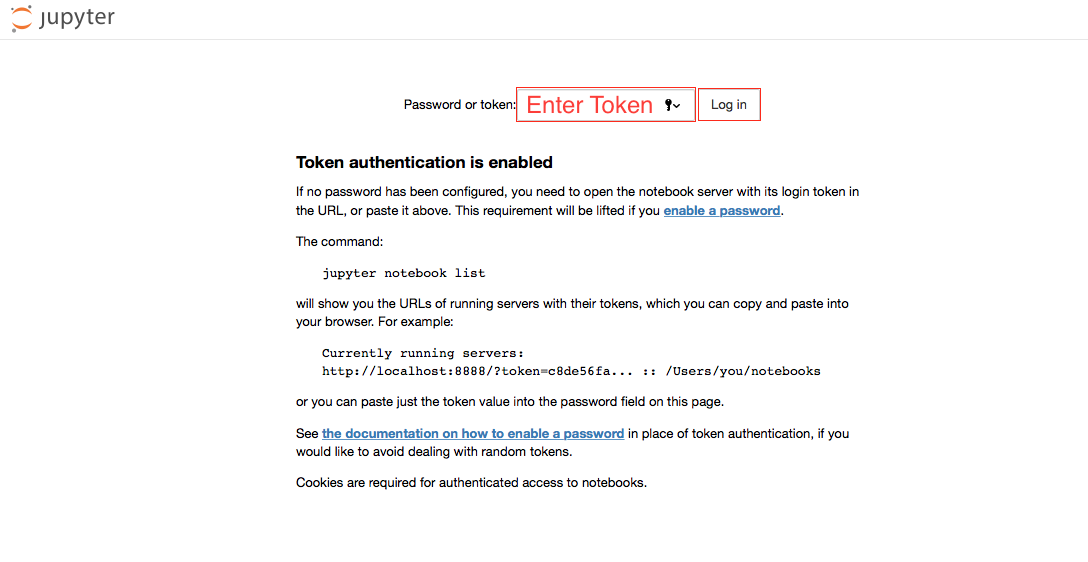 jupyter
Password or token: Enter Token Log in
Token authentication is enabled
If no password has been configured, you need to open the notebook server with its login token in
the URL, or paste it above. This requirement will be lifted if you enable a password.
The command:
jupyter notebook list
will show you the URLs of running servers with their tokens, which you can copy and paste into
your browser. For example:
Currently running servers:
http://localhost:8888/?token=c8de56fa... :: /Users/you/notebooks
or you can paste just the token value into the password field on this page.
See the documentation on how to enable a password in place of token authentication, if you
would like to avoid dealing with random tokens.
Cookies are required for authenticated access to notebooks.